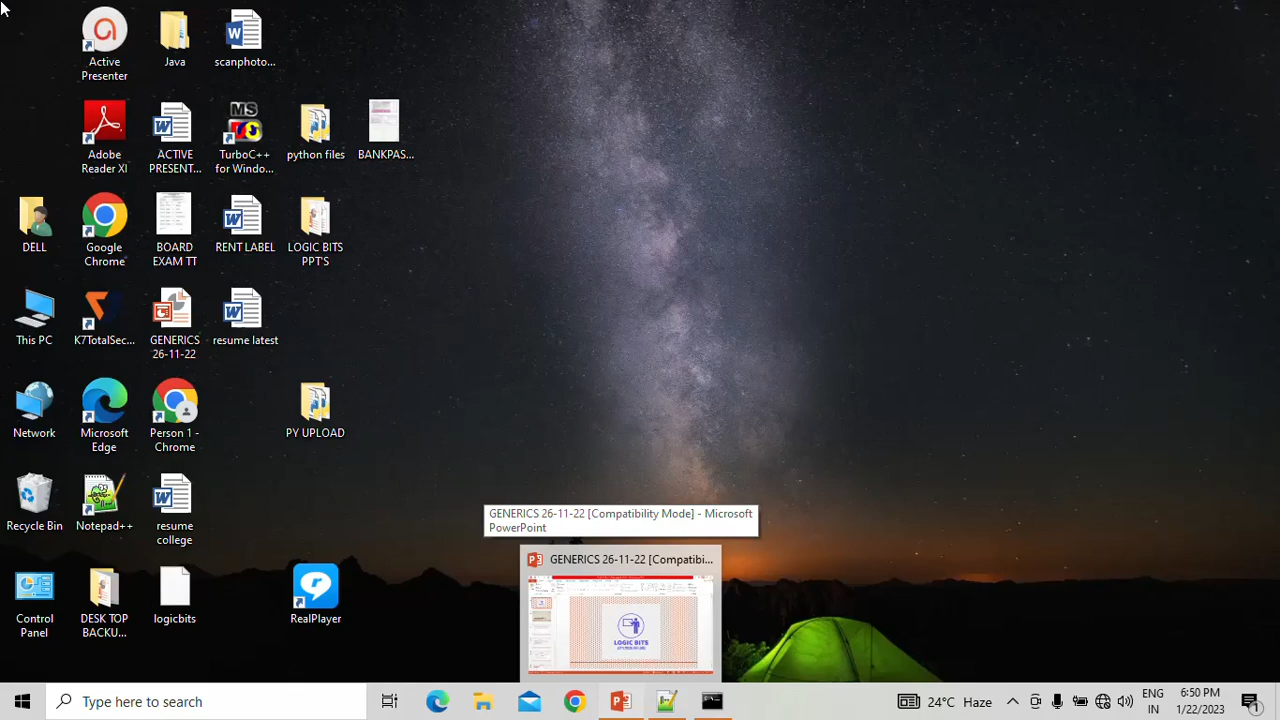 Active
Presenter
Java
scanphoto...
Adobe
Reader XI
ACTIVE
PRESENT...
MS
TurboC++
for Windo...
python files
BANKPAS...
DELL
Google
Chrome
BOARD
EXAM TT
RENT LABEL
LOGIC BITS
PPT'S
This PC
K7TotalSec...
GENERICS
26-11-22
resume latest
Network
Microsoft
Edge
Person 1 -
Chrome
PY UPLOAD
Recycle Bin
Notepad++
resume
college
GENERICS 26-11-22 [Compatibility Mode] - Microsoft
PowerPoint
GENERICS 26-11-22 [Compatibi...
LOGIC BITS
Control
Panel
DESK TOP
BACKU...
logicbits
RealPlayer
Type here to search
24°C Haze
ENG
IN
6:50 PM
1/22/2023
1